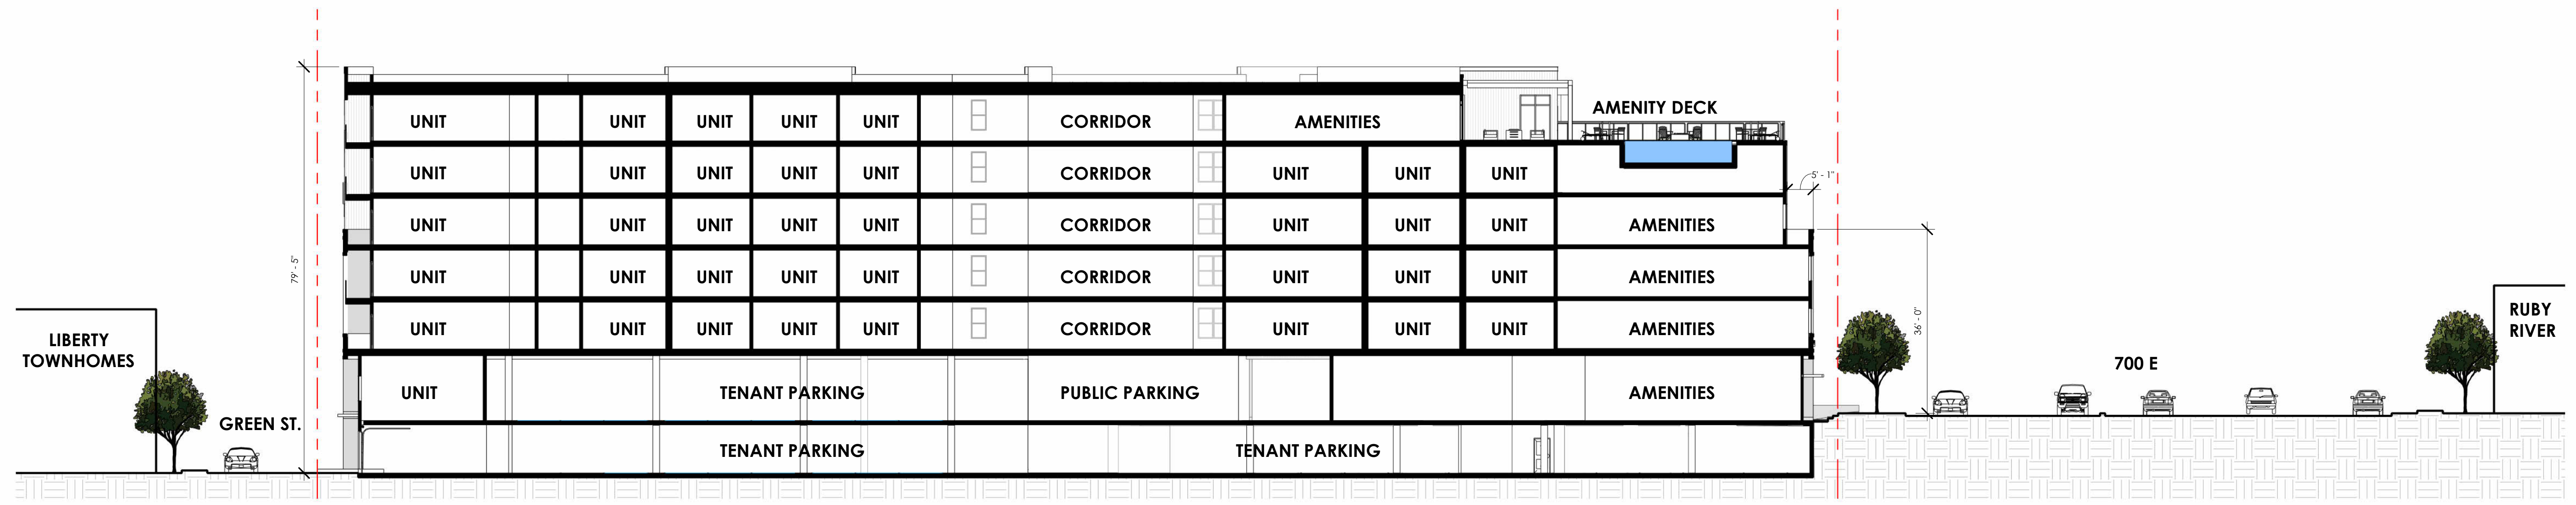 AMENITY DECK
UNIT UNIT UNIT UNIT UNIT CORRIDOR AMENITIES
UNIT UNIT UNIT UNIT UNIT CORRIDOR UNIT UNIT UNIT
5' - 1"
UNIT UNIT UNIT UNIT UNIT CORRIDOR UNIT UNIT UNIT AMENITIES
79' - 5"
UNIT UNIT UNIT UNIT UNIT CORRIDOR UNIT UNIT UNIT AMENITIES
36' - 0"
UNIT UNIT UNIT UNIT UNIT CORRIDOR UNIT UNIT UNIT AMENITIES
LIBERTY
TOWNHOMES
RUBY
RIVER
700 E
UNIT TENANT PARKING PUBLIC PARKING AMENITIES
GREEN ST.
TENANT PARKING TENANT PARKING